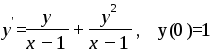 y' = y/(x−1) + y²/(x−1), y(0)=1